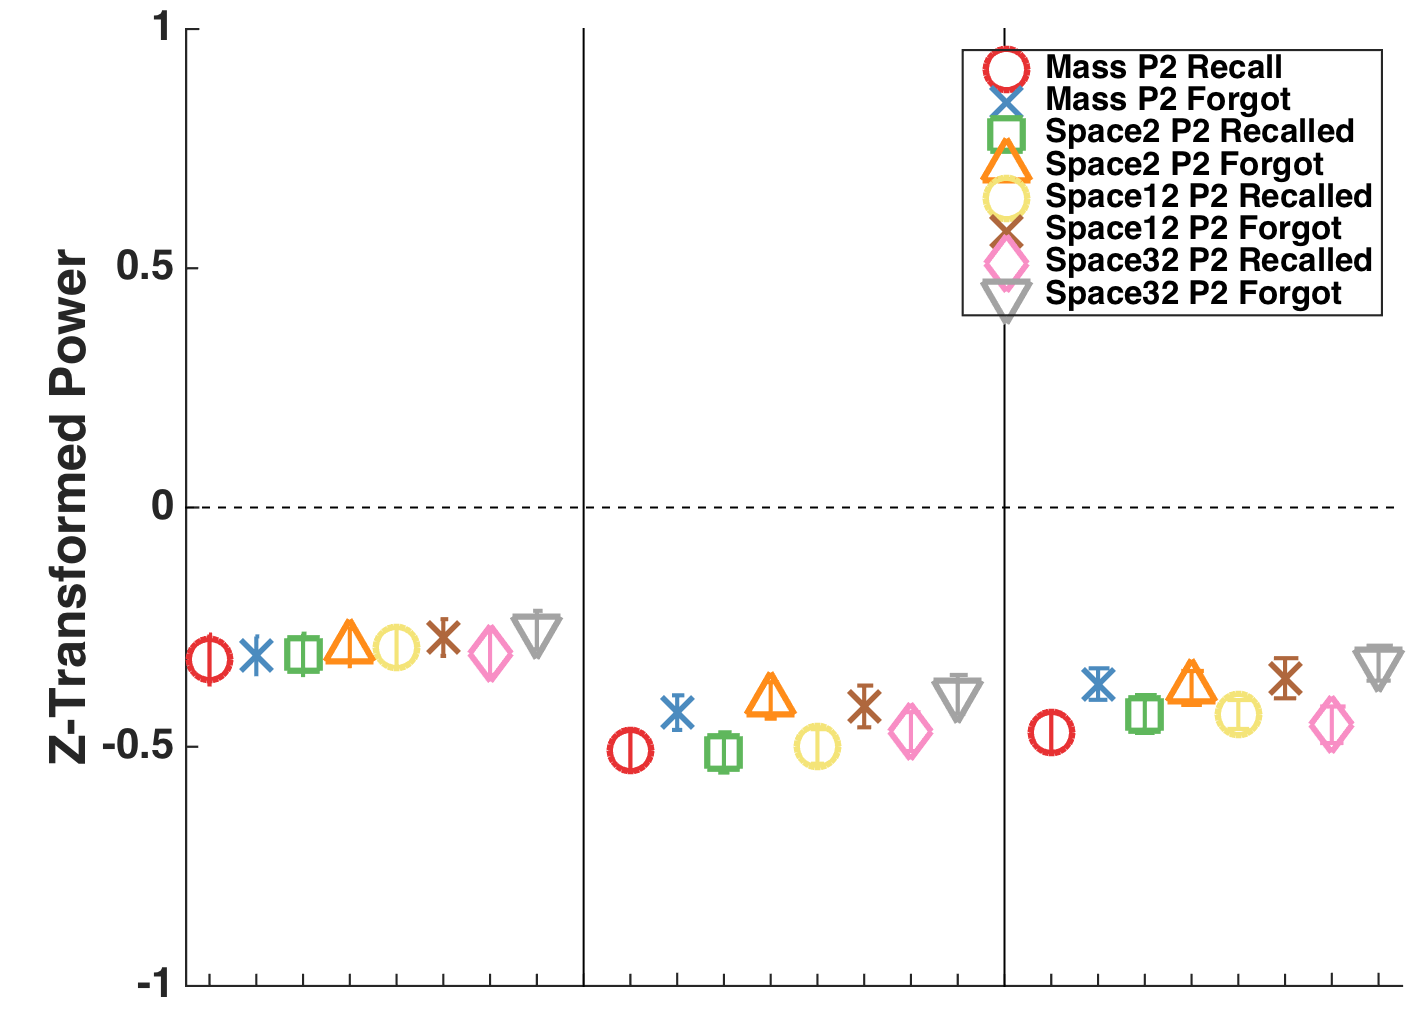 1
0.5
0
-0.5
-1
Z-Transformed Power
Mass P2 Recall
Mass P2 Forgot
Space2 P2 Recalled
Space2 P2 Forgot
Space12 P2 Recalled
Space12 P2 Forgot
Space32 P2 Recalled
Space32 P2 Forgot